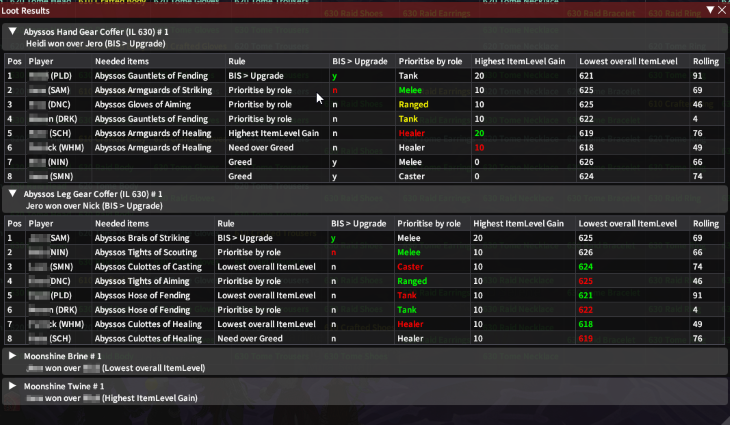 Loot Results
Abyssos Hand Gear Coffer (IL 630) # 1
Heidi won over Jero (BIS > Upgrade)
Pos Player Needed items Rule BIS > Upgrade Prioritise by role Highest ItemLevel Gain Lowest overall ItemLevel Rolling
1 (PLD) Abyssos Gauntlets of Fending BIS > Upgrade y Tank 20 621 91
2 (SAM) Abyssos Armguards of Striking Prioritise by role n Melee 10 625 69
3 (DNC) Abyssos Gloves of Aiming Prioritise by role n Ranged 10 625 46
4 n (DRK) Abyssos Gauntlets of Fending Prioritise by role n Tank 10 622 4
5 (SCH) Abyssos Armguards of Healing Highest ItemLevel Gain n Healer 20 619 76
6 ck (WHM) Abyssos Armguards of Healing Need over Greed n Healer 10 618 49
7 (NIN) Greed y Melee 0 626 66
8 (SMN) Greed y Caster 0 624 74
Abyssos Leg Gear Coffer (IL 630) # 1
Jero won over Nick (BIS > Upgrade)
Pos Player Needed items Rule BIS > Upgrade Prioritise by role Highest ItemLevel Gain Lowest overall ItemLevel Rolling
1 SAM) Abyssos Brais of Striking BIS > Upgrade y Melee 20 625 69
2 NIN) Abyssos Tights of Scouting Prioritise by role n Melee 10 626 66
3 (SMN) Abyssos Culottes of Casting Lowest overall ItemLevel n Caster 10 624 74
4 DNC) Abyssos Tights of Aiming Prioritise by role n Ranged 10 625 46
5 (PLD) Abyssos Hose of Fending Lowest overall ItemLevel n Tank 10 621 91
6 n (DRK) Abyssos Hose of Fending Prioritise by role n Tank 10 622 4
7 k (WHM) Abyssos Culottes of Healing Lowest overall ItemLevel n Healer 10 618 49
8 (SCH) Abyssos Culottes of Healing Need over Greed n Healer 10 619 76
Moonshine Brine # 1
won over (Lowest overall ItemLevel)
Moonshine Twine # 1
won over (Highest ItemLevel Gain)